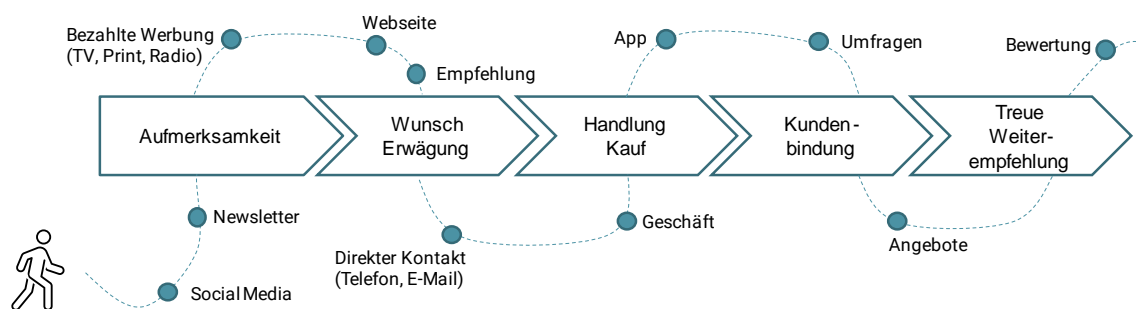 Bezahlte Werbung
(TV, Print, Radio)
Webseite
Empfehlung
App
Umfragen
Bewertung
Aufmerksamkeit
Wunsch
Erwägung
Handlung
Kauf
Kunden-
bindung
Treue
Weiter-
empfehlung
Newsletter
Social Media
Direkter Kontakt
(Telefon, E-Mail)
Geschäft
Angebote